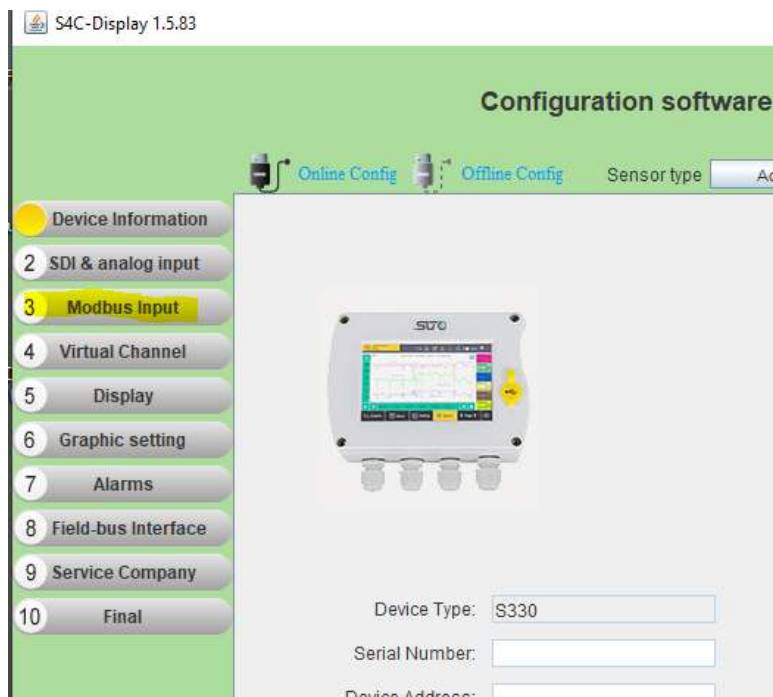 S4C-Display 1.5.83
Configuration software
Online Config
Offline Config
Sensor type
Device Information
2 SDI & analog input
3 Modbus Input
4 Virtual Channel
5 Display
6 Graphic setting
7 Alarms
8 Field-bus Interface
9 Service Company
10 Final
SUTO
Device Type: S330
Serial Number:
Device Address: